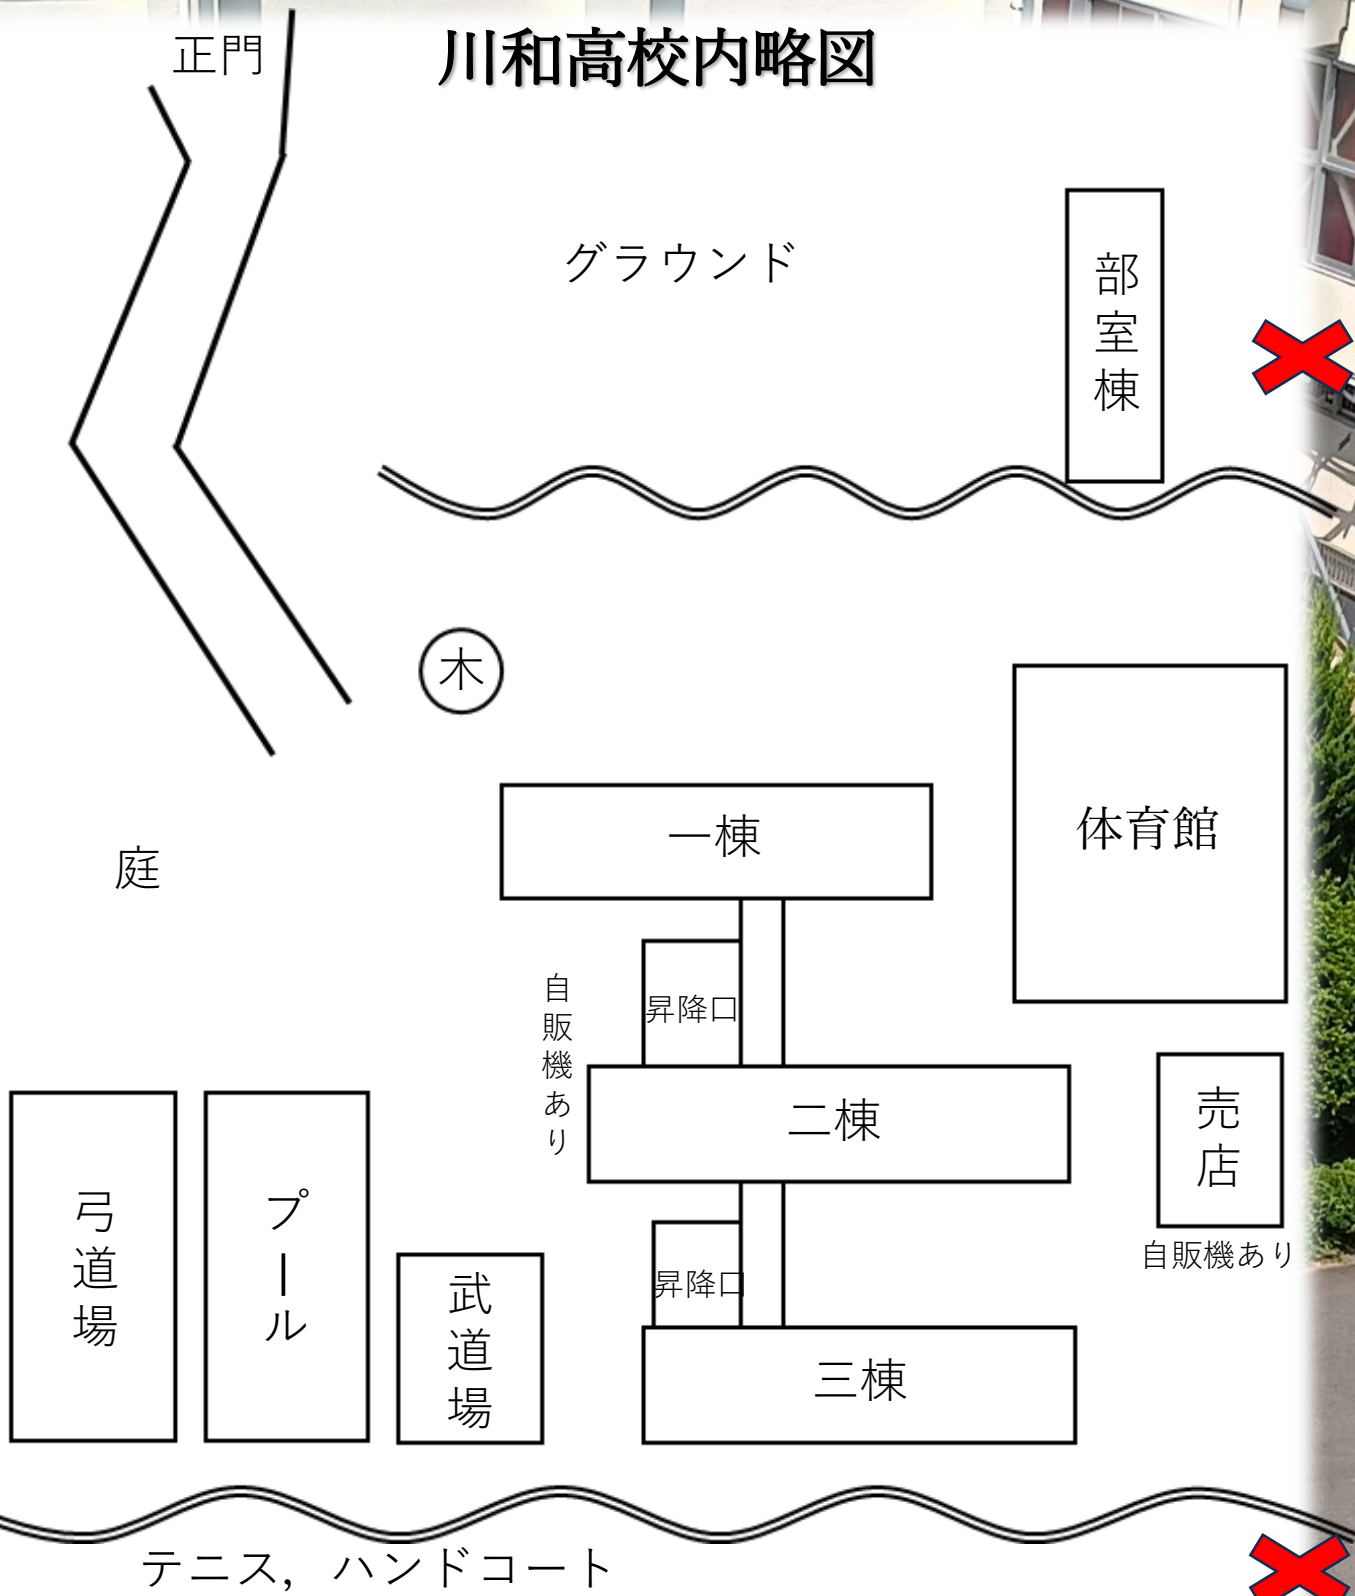 正門
川和高校内略図
グラウンド
部室棟
木
一棟
体育館
庭
自販機あり
昇降口
二棟
売店
自販機あり
弓道場
プール
武道場
昇降口
三棟
テニス，ハンドコート